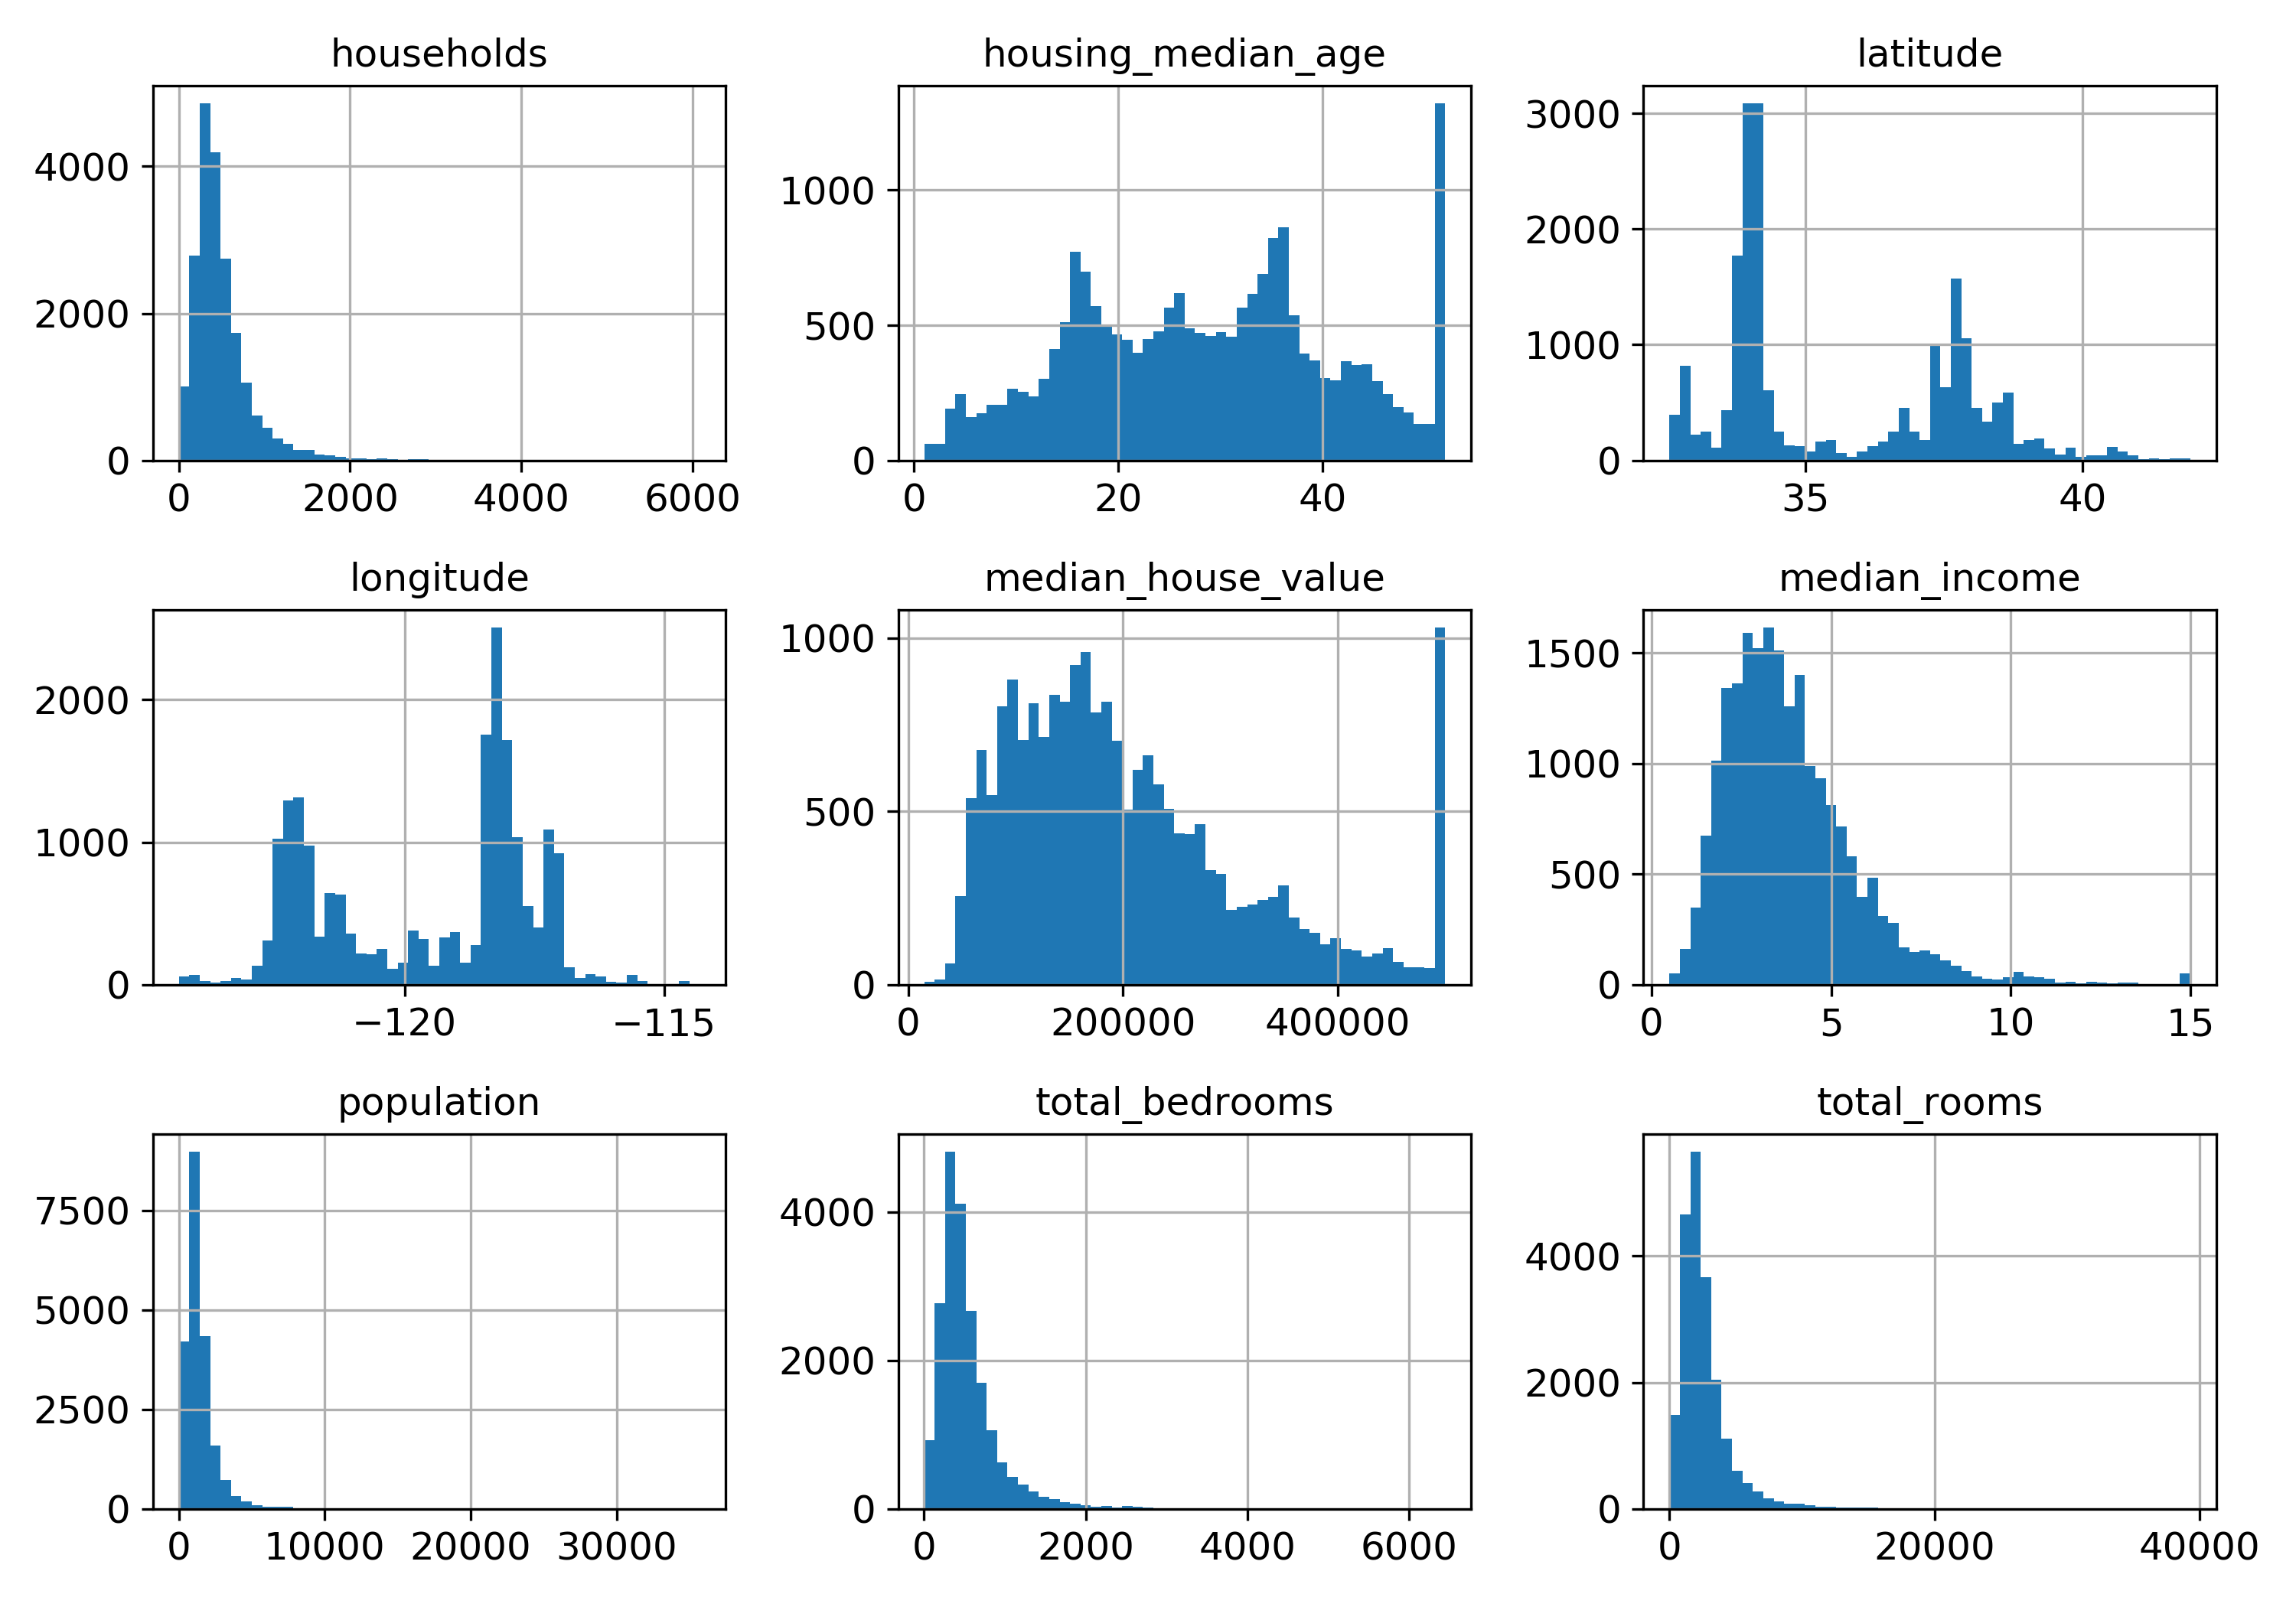 households
4000
2000
0
0 2000 4000 6000
housing_median_age
1000
500
0
0 20 40
latitude
3000
2000
1000
0
35 40
longitude
2000
1000
0
−120 −115
median_house_value
1000
500
0
0 200000 400000
median_income
1500
1000
500
0
0 5 10 15
population
7500
5000
2500
0
0 10000 20000 30000
total_bedrooms
4000
2000
0
0 2000 4000 6000
total_rooms
4000
2000
0
0 20000 40000